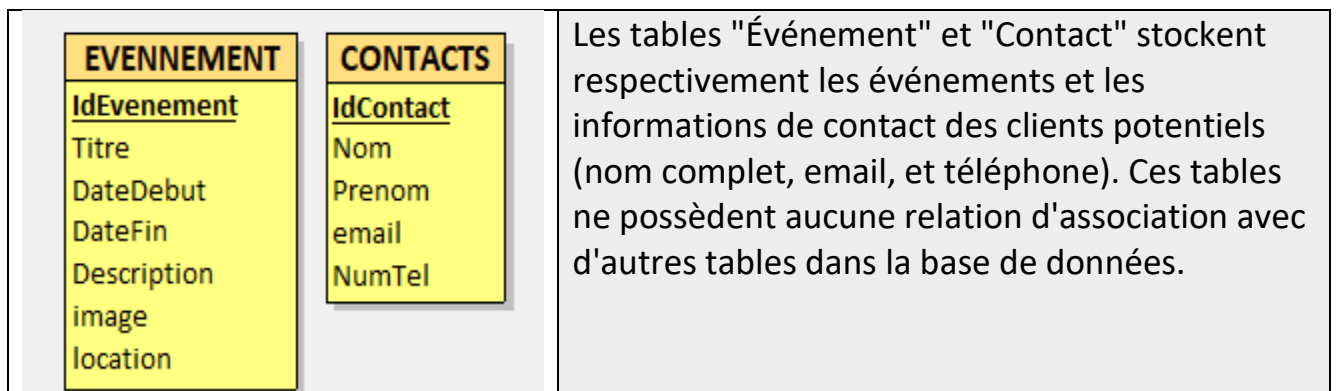 EVENNEMENT
IdEvenement
Titre
DateDebut
DateFin
Description
image
location
CONTACTS
IdContact
Nom
Prenom
email
NumTel
Les tables "Événement" et "Contact" stockent
respectivement les événements et les
informations de contact des clients potentiels
(nom complet, email, et téléphone). Ces tables
ne possèdent aucune relation d'association avec
d'autres tables dans la base de données.